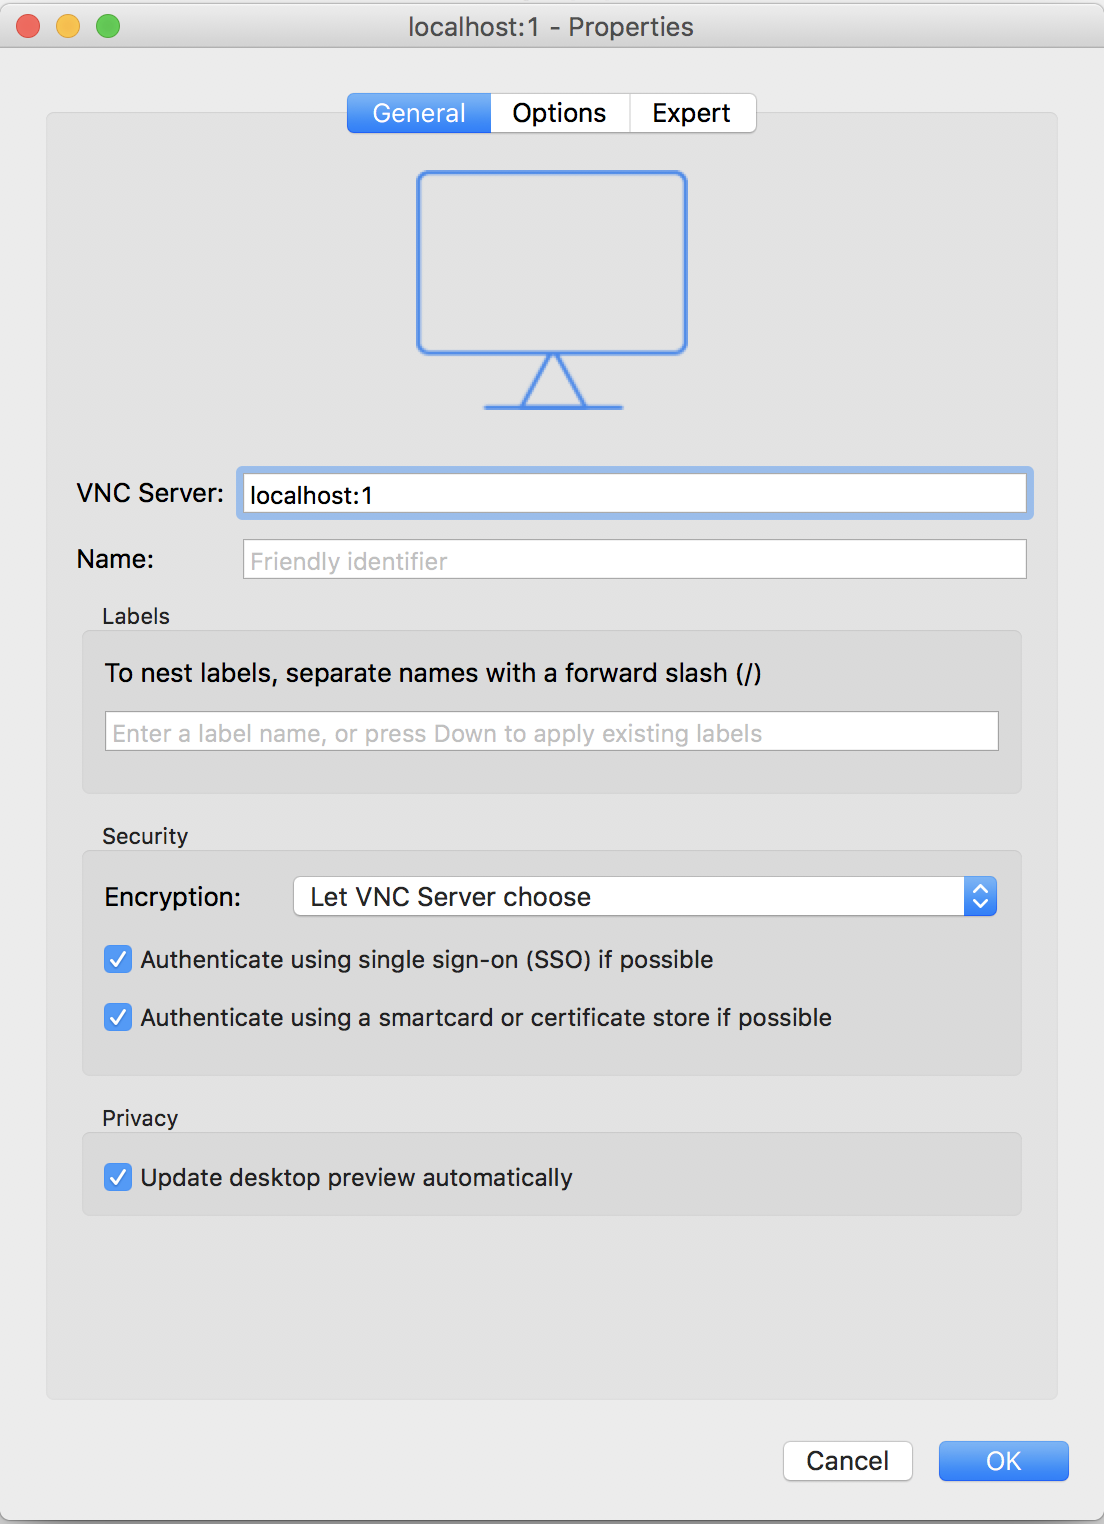 localhost:1 - Properties
General Options Expert
VNC Server: localhost:1
Name: Friendly identifier
Labels
To nest labels, separate names with a forward slash (/)
Enter a label name, or press Down to apply existing labels
Security
Encryption: Let VNC Server choose
Authenticate using single sign-on (SSO) if possible
Authenticate using a smartcard or certificate store if possible
Privacy
Update desktop preview automatically
Cancel OK